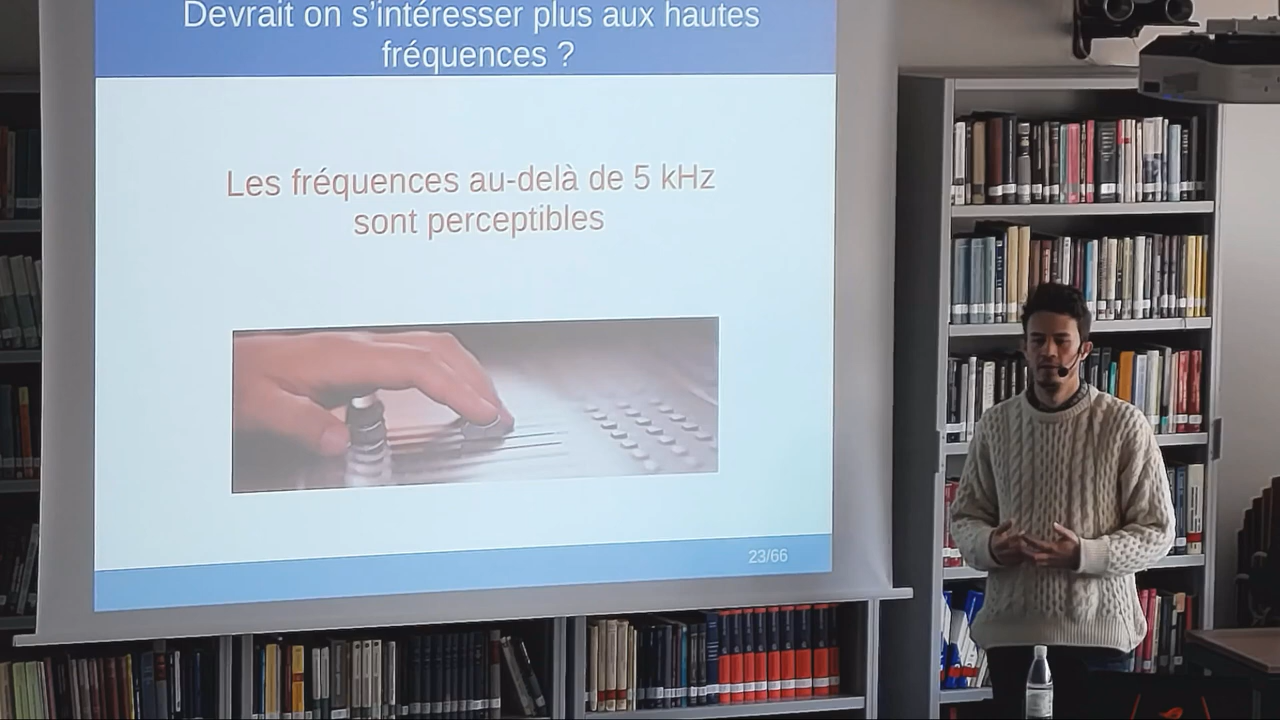 Devrait on s'intéresser plus aux hautes
fréquences ?
Les fréquences au-delà de 5 kHz
sont perceptibles
23/66